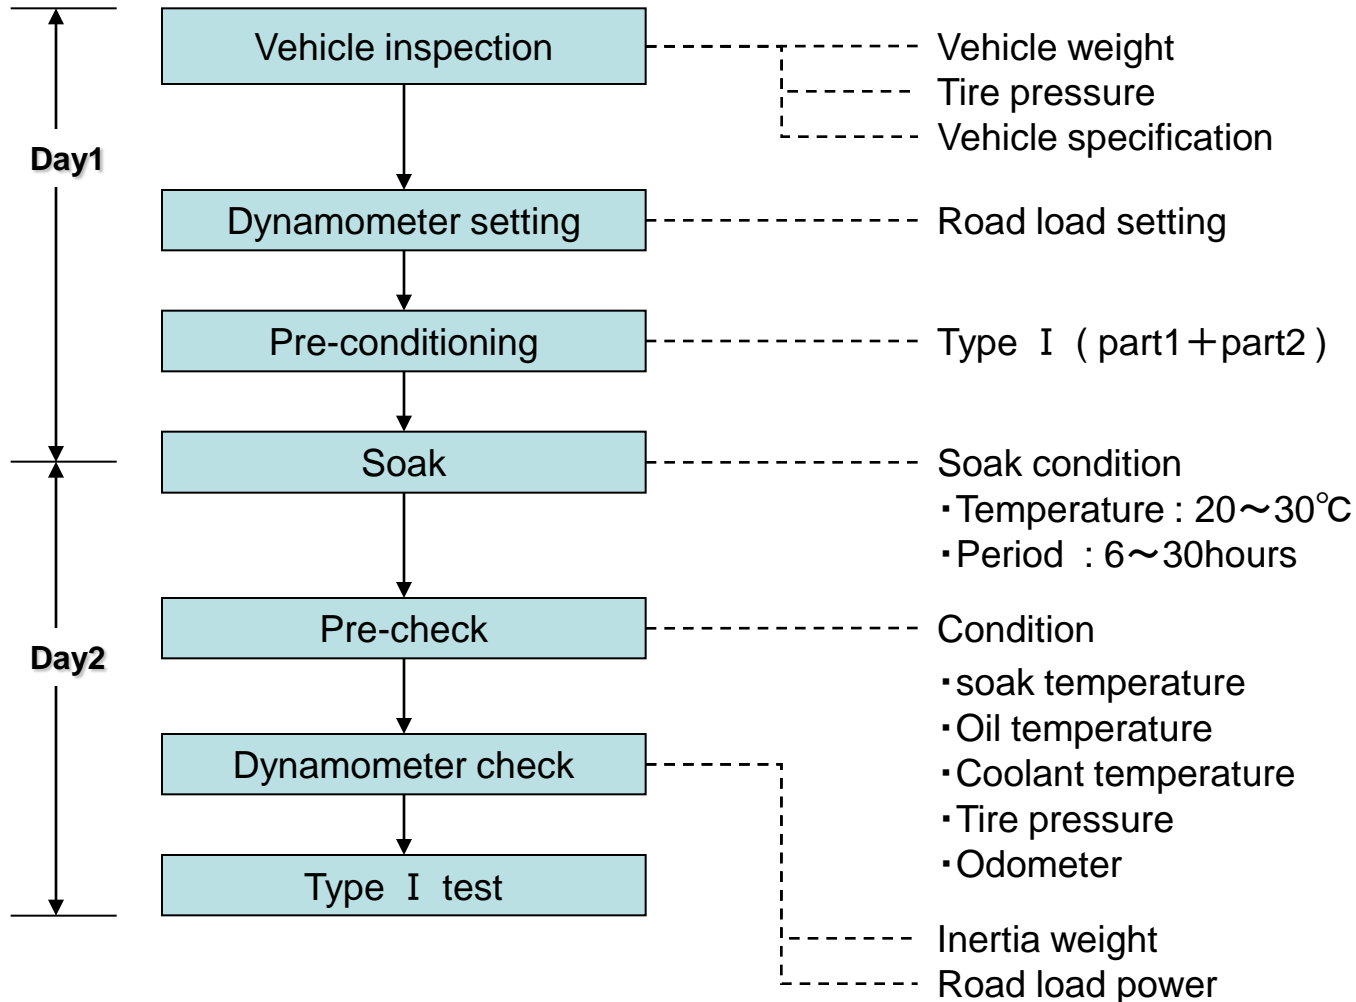 Vehicle inspection
Vehicle weight
Tire pressure
Vehicle specification
Day1
Dynamometer setting
Road load setting
Pre-conditioning
Type Ⅰ ( part1＋part2 )
Soak
Soak condition
・Temperature : 20～30℃
・Period : 6～30hours
Pre-check
Condition
Day2
・soak temperature
・Oil temperature
・Coolant temperature
・Tire pressure
・Odometer
Dynamometer check
Type Ⅰ test
Inertia weight
Road load power